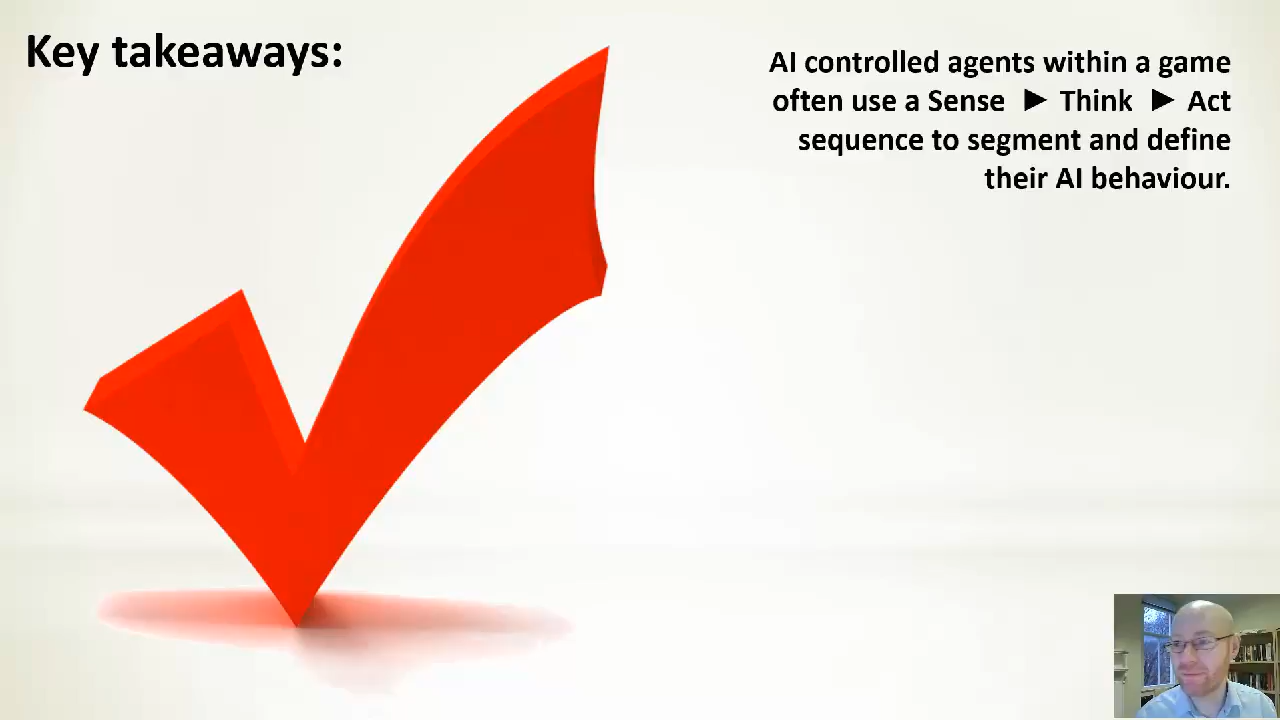 Key takeaways:
AI controlled agents within a game
often use a Sense ► Think ► Act
sequence to segment and define
their AI behaviour.